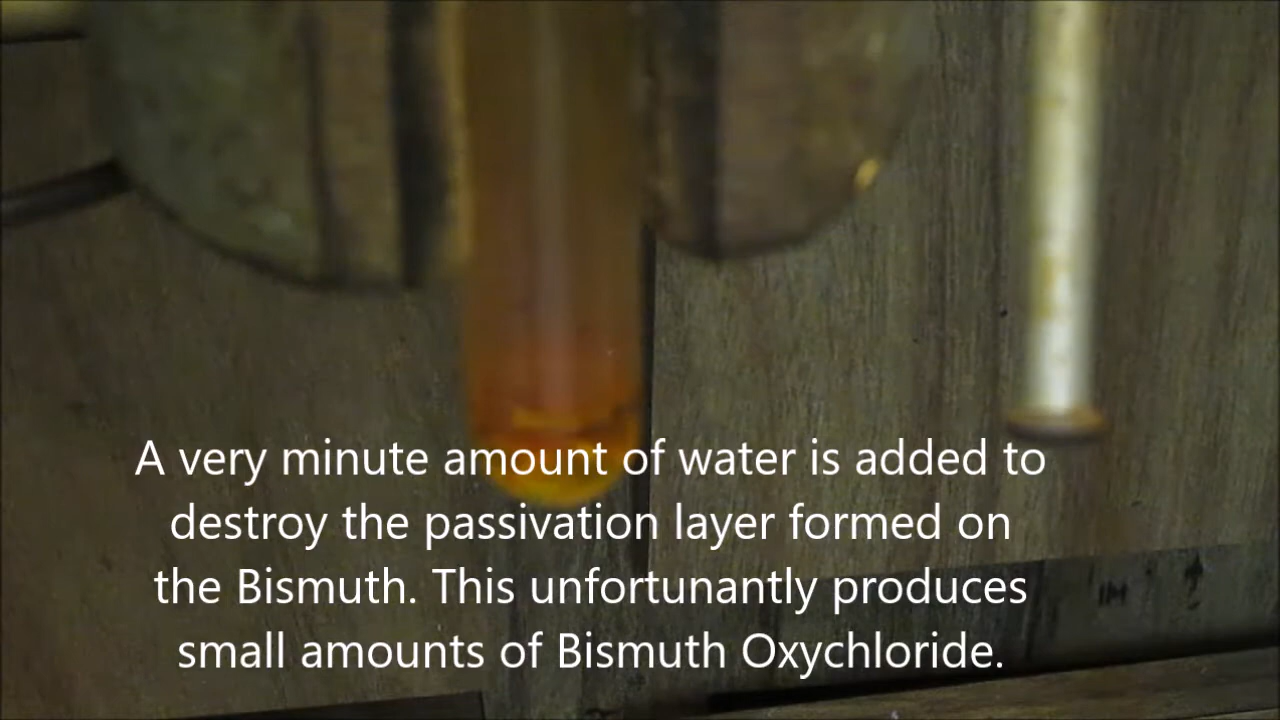 A very minute amount of water is added to
destroy the passivation layer formed on
the Bismuth. This unfortunantly produces
small amounts of Bismuth Oxychloride.
IM